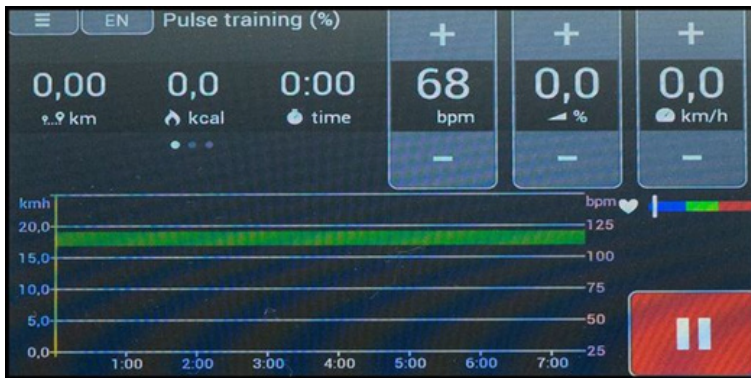 EN Pulse training (%)
0,00 0,0 0:00 68 0,0 0,0
km kcal time bpm % km/h
kmh bpm
20,0 125
15,0 100
10,0 75
5,0 50
0,0 25
1:00 2:00 3:00 4:00 5:00 6:00 7:00